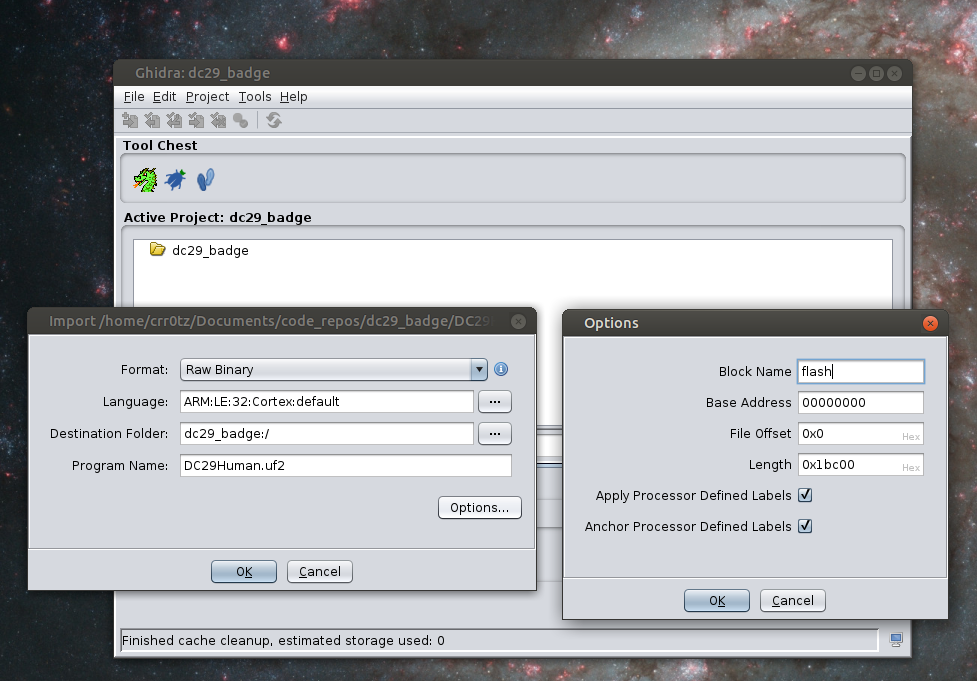 Ghidra: dc29_badge
File Edit Project Tools Help
Tool Chest
Active Project: dc29_badge
dc29_badge
Import /home/crr0tz/Documents/code_repos/dc29_badge/DC29
Format: Raw Binary
Language: ARM:LE:32:Cortex:default ...
Destination Folder: dc29_badge:/ ...
Program Name: DC29Human.uf2
Options...
OK Cancel
Options
Block Name flash
Base Address 00000000
File Offset 0x0 Hex
Length 0x1bc00 Hex
Apply Processor Defined Labels
Anchor Processor Defined Labels
OK Cancel
Finished cache cleanup, estimated storage used: 0